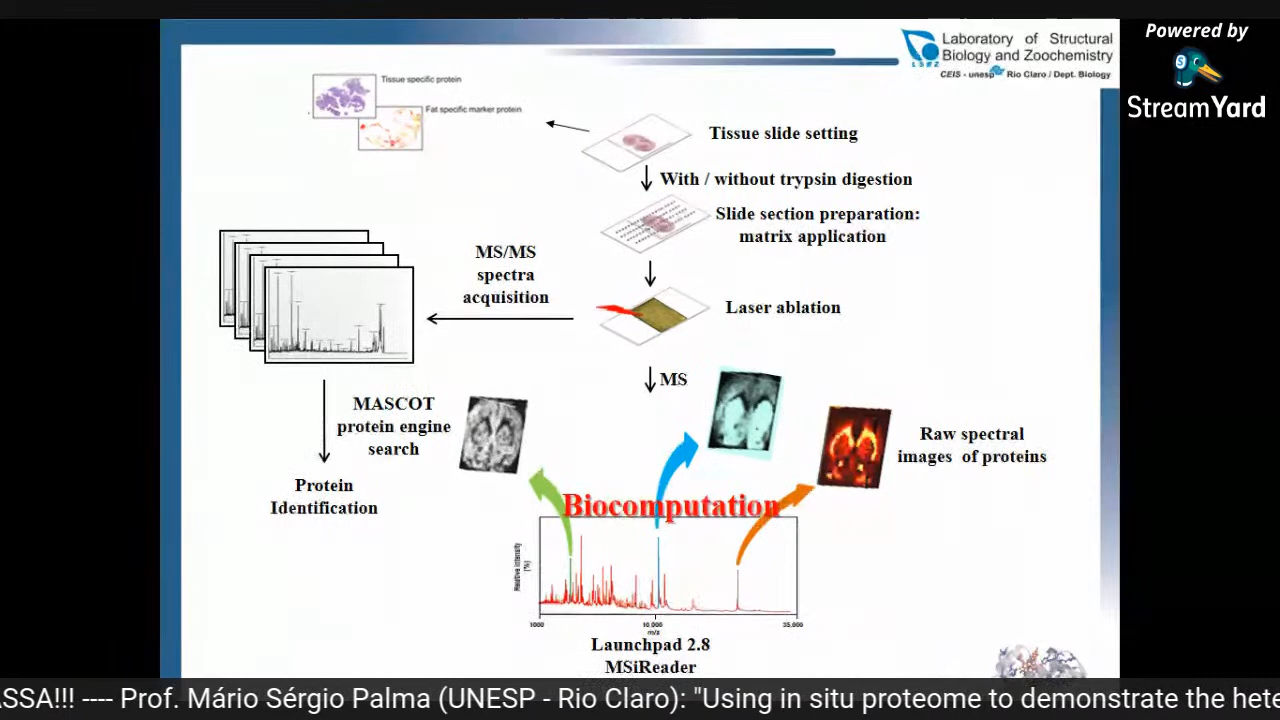 Powered by
StreamYard
Laboratory of Structural
Biology and Zoochemistry
LSBZ
CEIS - unesp Rio Claro / Dept. Biology
Tissue specific protein
Fat specific marker protein
Tissue slide setting
With / without trypsin digestion
Slide section preparation:
matrix application
MS/MS
spectra
acquisition
Laser ablation
MS
MASCOT
protein engine
search
Raw spectral
images of proteins
Protein
Identification
Biocomputation
Relative Intensity
(%)
1000
10,000
35,000
m/z
Launchpad 2.8
MSiReader
ASSA!!! ---- Prof. Mário Sérgio Palma (UNESP - Rio Claro): "Using in situ proteome to demonstrate the hete